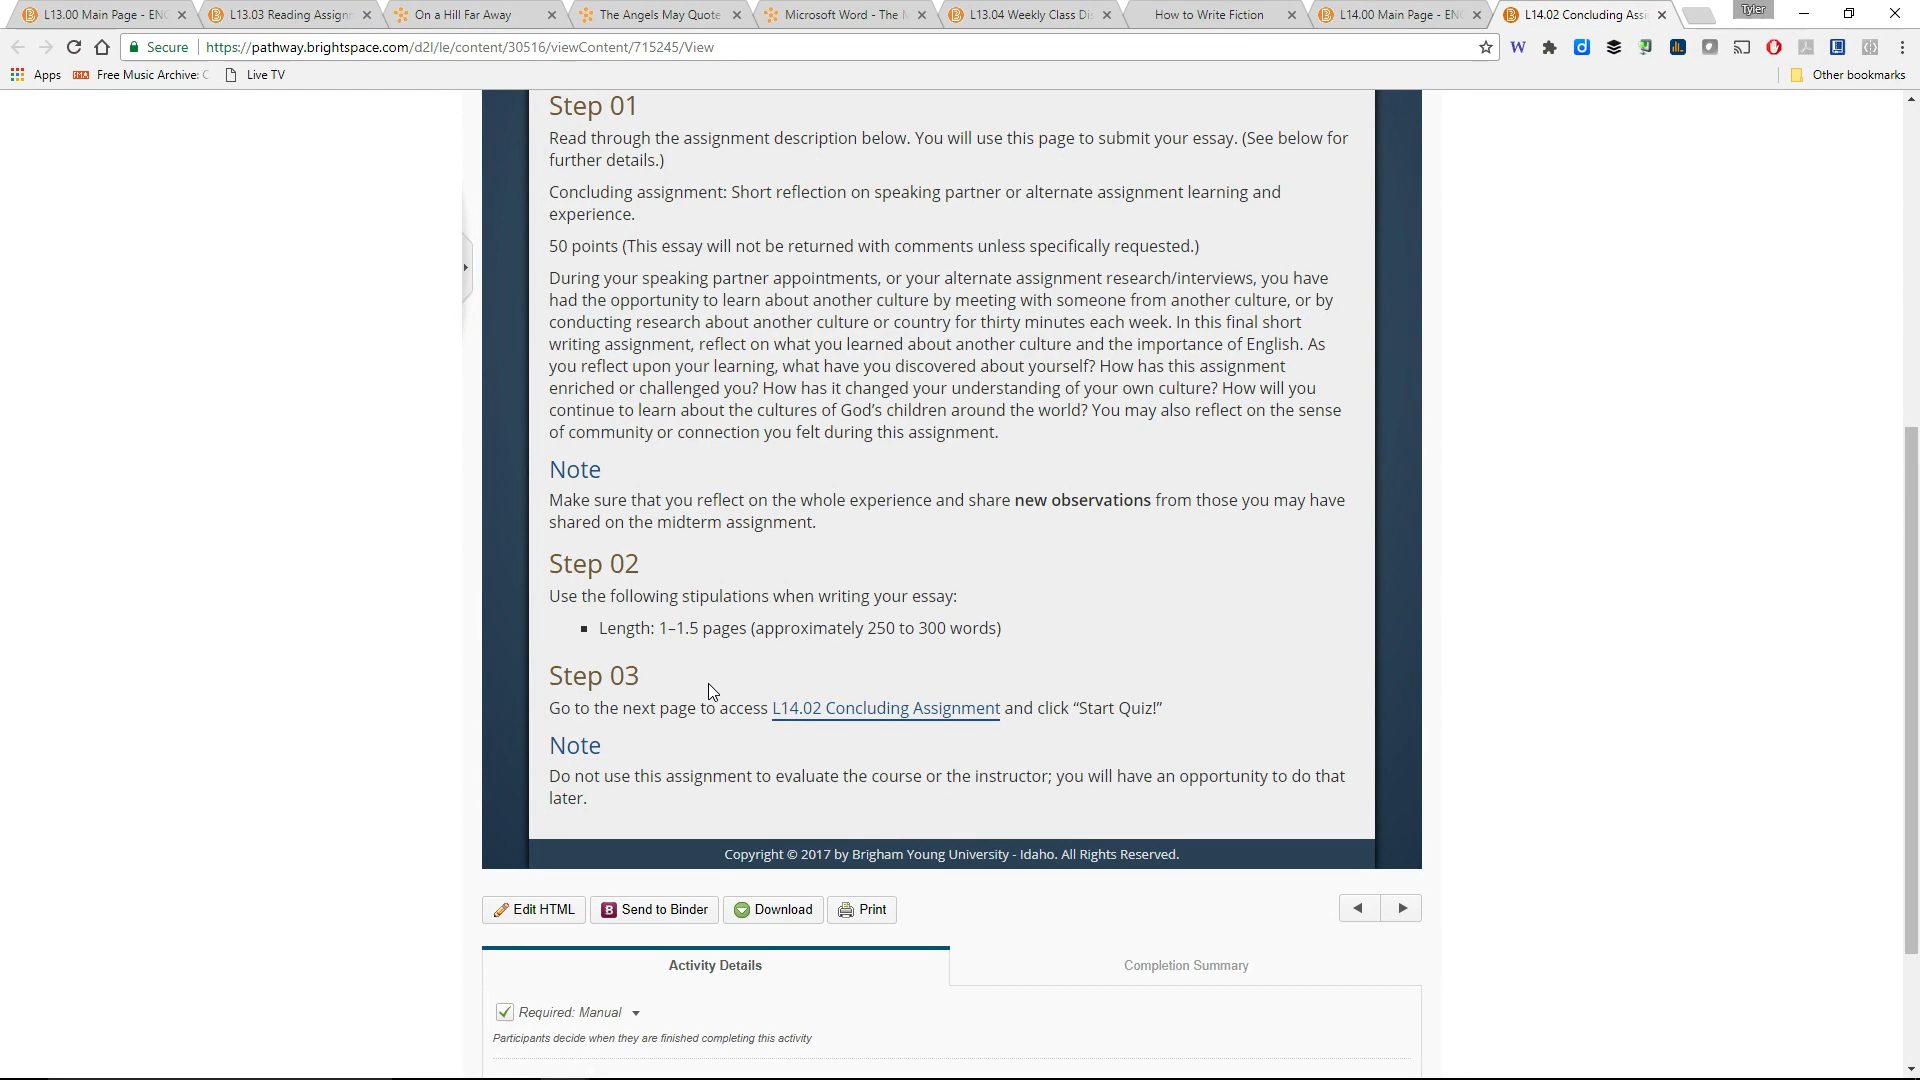 L13.00 Main Page - ENG
L13.03 Reading Assignm
On a Hill Far Away
The Angels May Quote
Microsoft Word - The
L13.04 Weekly Class Di
How to Write Fiction
L14.00 Main Page - ENG
L14.02 Concluding Assi
Tyler
Secure
https://pathway.brightspace.com/d2l/le/content/30516/viewContent/715245/View
Apps
Free Music Archive:
Live TV
Other bookmarks
Step 01
Read through the assignment description below. You will use this page to submit your essay. (See below for
further details.)
Concluding assignment: Short reflection on speaking partner or alternate assignment learning and
experience.
50 points (This essay will not be returned with comments unless specifically requested.)
During your speaking partner appointments, or your alternate assignment research/interviews, you have
had the opportunity to learn about another culture by meeting with someone from another culture, or by
conducting research about another culture or country for thirty minutes each week. In this final short
writing assignment, reflect on what you learned about another culture and the importance of English. As
you reflect upon your learning, what have you discovered about yourself? How has this assignment
enriched or challenged you? How has it changed your understanding of your own culture? How will you
continue to learn about the cultures of God's children around the world? You may also reflect on the sense
of community or connection you felt during this assignment.
Note
Make sure that you reflect on the whole experience and share new observations from those you may have
shared on the midterm assignment.
Step 02
Use the following stipulations when writing your essay:
Length: 1–1.5 pages (approximately 250 to 300 words)
Step 03
Go to the next page to access L14.02 Concluding Assignment and click “Start Quiz!”
Note
Do not use this assignment to evaluate the course or the instructor; you will have an opportunity to do that
later.
Copyright © 2017 by Brigham Young University - Idaho. All Rights Reserved.
Edit HTML
Send to Binder
Download
Print
Activity Details
Completion Summary
Required: Manual
Participants decide when they are finished completing this activity